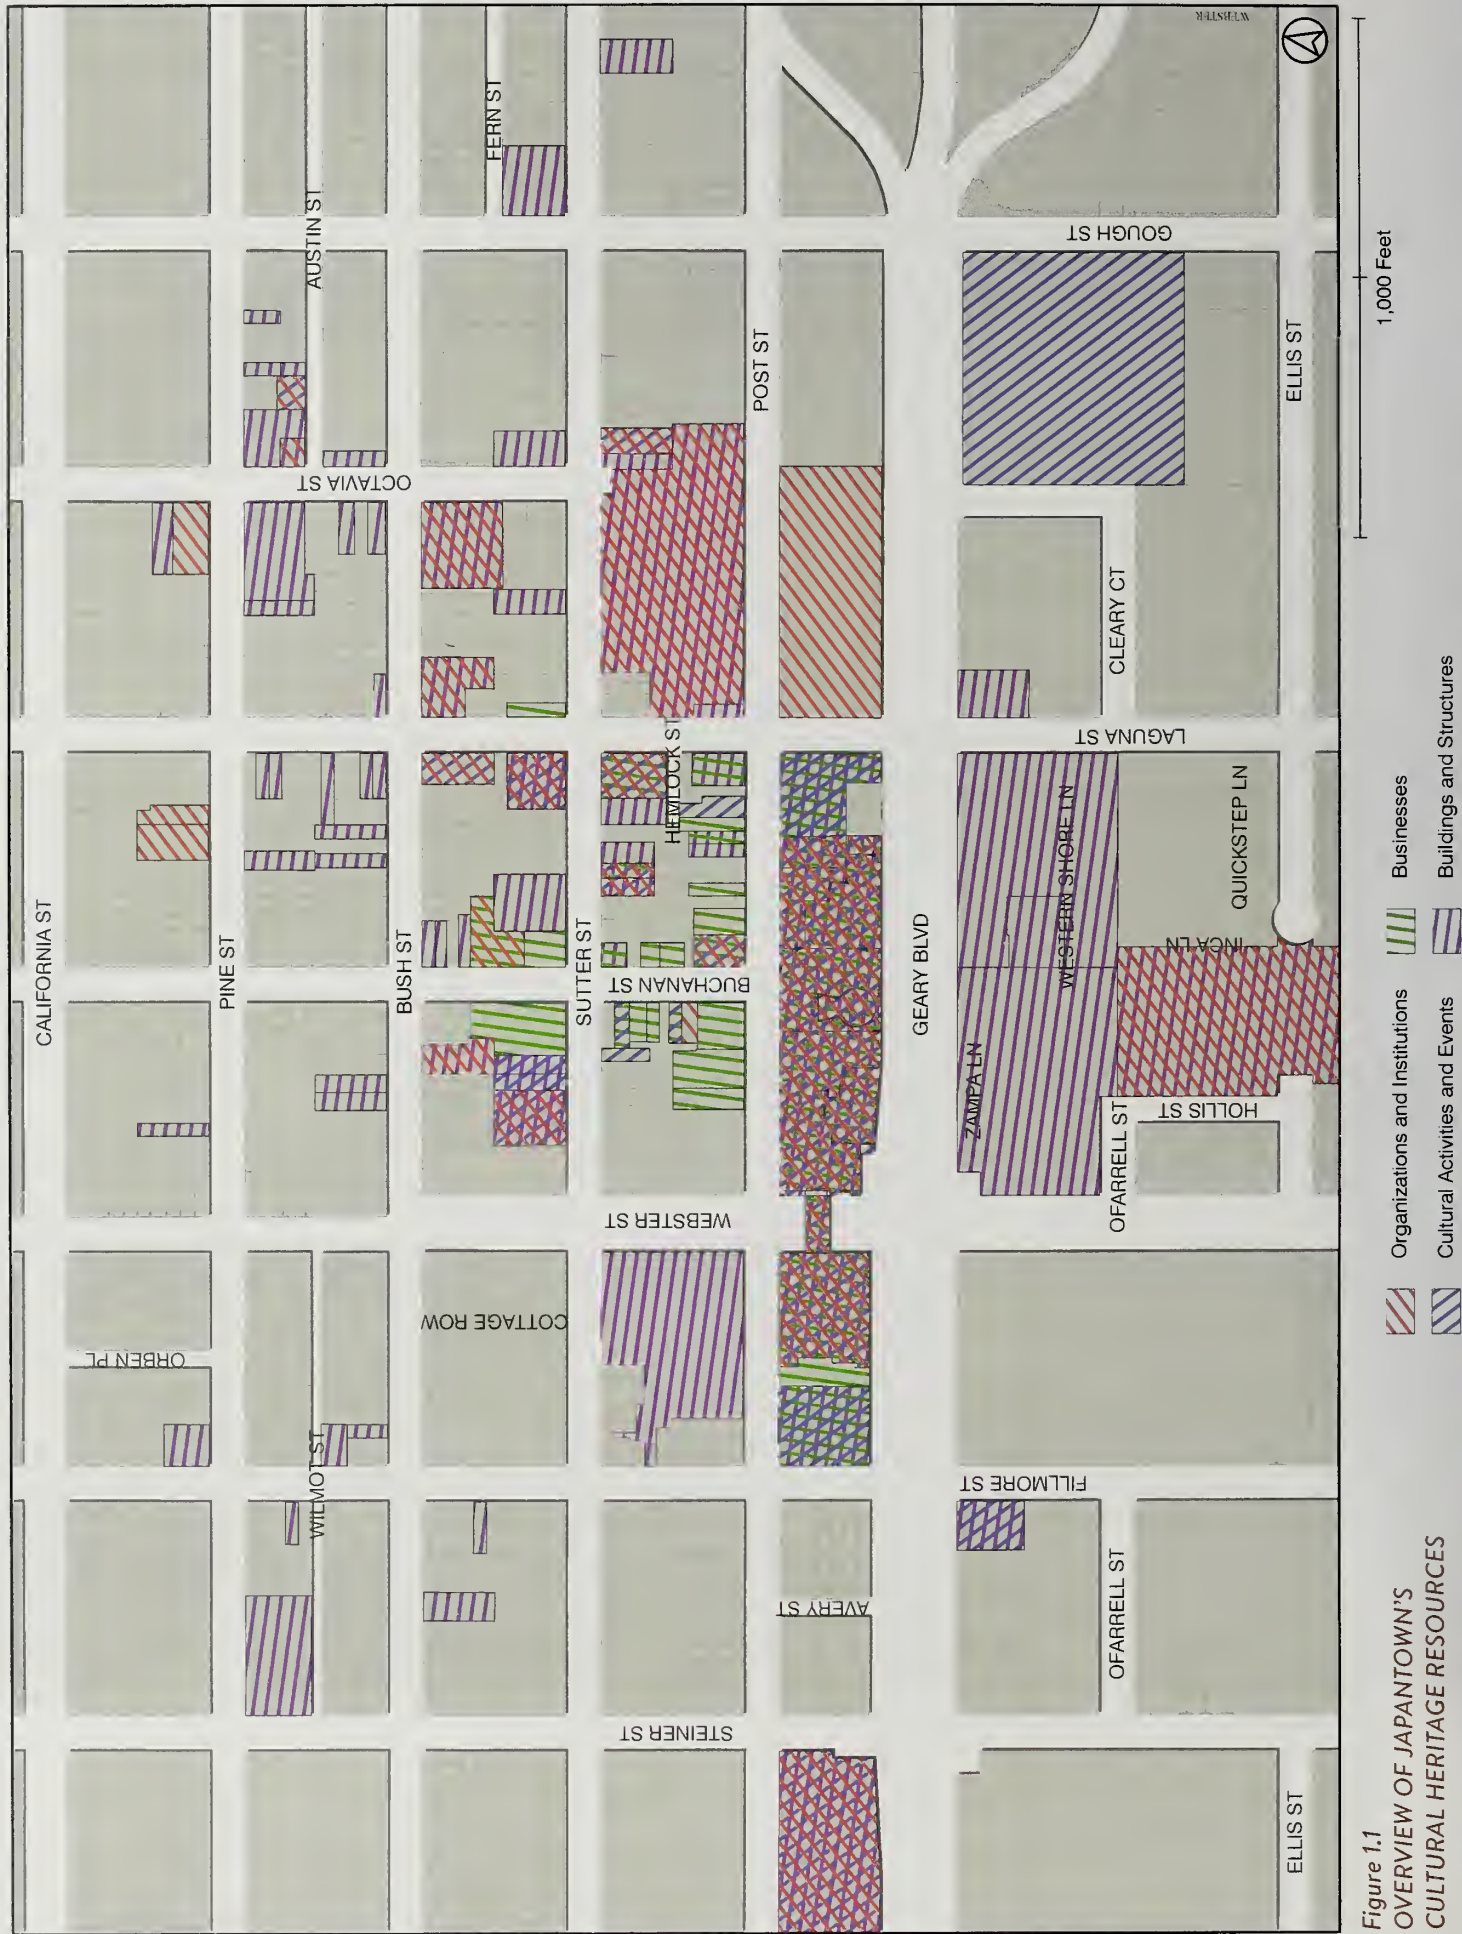 WEBSTER
CALIFORNIA ST
ORBEN PL
PINE ST
AUSTIN ST
OCTAVIA ST
WILMOT ST
BUSH ST
FERN ST
COTTAGE ROW
SUTTER ST
HEMLOCK ST
BUCHANAN ST
WEBSTER ST
STEINER ST
POST ST
AVERY ST
GEARY BLVD
GOUGH ST
LAGUNA ST
CLEARY CT
ZAMPA LN
WESTERN SHORE LN
QUICKSTEP LN
INCA LN
HOLLIS ST
OFARRELL ST
FILLMORE ST
OFARRELL ST
ELLIS ST
ELLIS ST
Figure 1.1
OVERVIEW OF JAPANTOWN'S
CULTURAL HERITAGE RESOURCES
Organizations and Institutions
Cultural Activities and Events
Businesses
Buildings and Structures
1,000 Feet